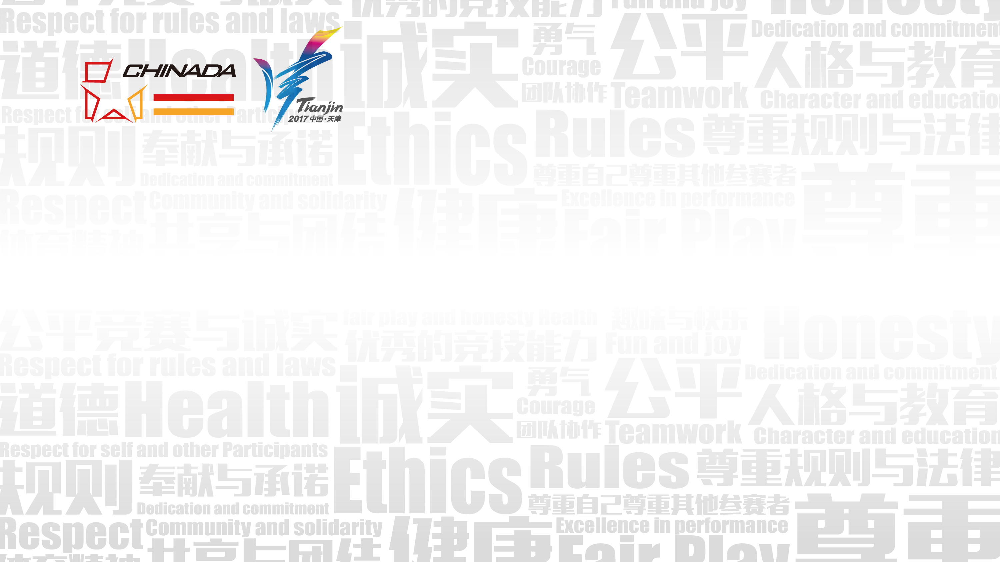 优秀的竞技能力
Fun and joy
Honesty
Respect for rules and laws
道德
Health
诚实
勇气
Courage
团队协作
公平
Teamwork
Dedication and commitment
人格与教育
Character and education
CHINADA
Tianjin
2017 中国·天津
规则
奉献与承诺
Dedication and commitment
Ethics
Rules
尊重规则与法律
尊重自己尊重其他参赛者
Excellence in performance
尊重
Respect
Community and solidarity
健康
Fair Play
体育精神
共享与团结
公平竞赛与诚实
fair play and honesty Health
趣味与快乐
Honesty
优秀的竞技能力
Fun and joy
Respect for rules and laws
诚实
勇气
Courage
团队协作
公平
Teamwork
Dedication and commitment
人格与教育
Character and education
道德
Health
Respect for self and other Participants
规则
奉献与承诺
Dedication and commitment
Ethics
Rules
尊重规则与法律
尊重自己尊重其他参赛者
Excellence in performance
尊重
Respect
Community and solidarity
健康
Fair Play
体育精神
共享与团结